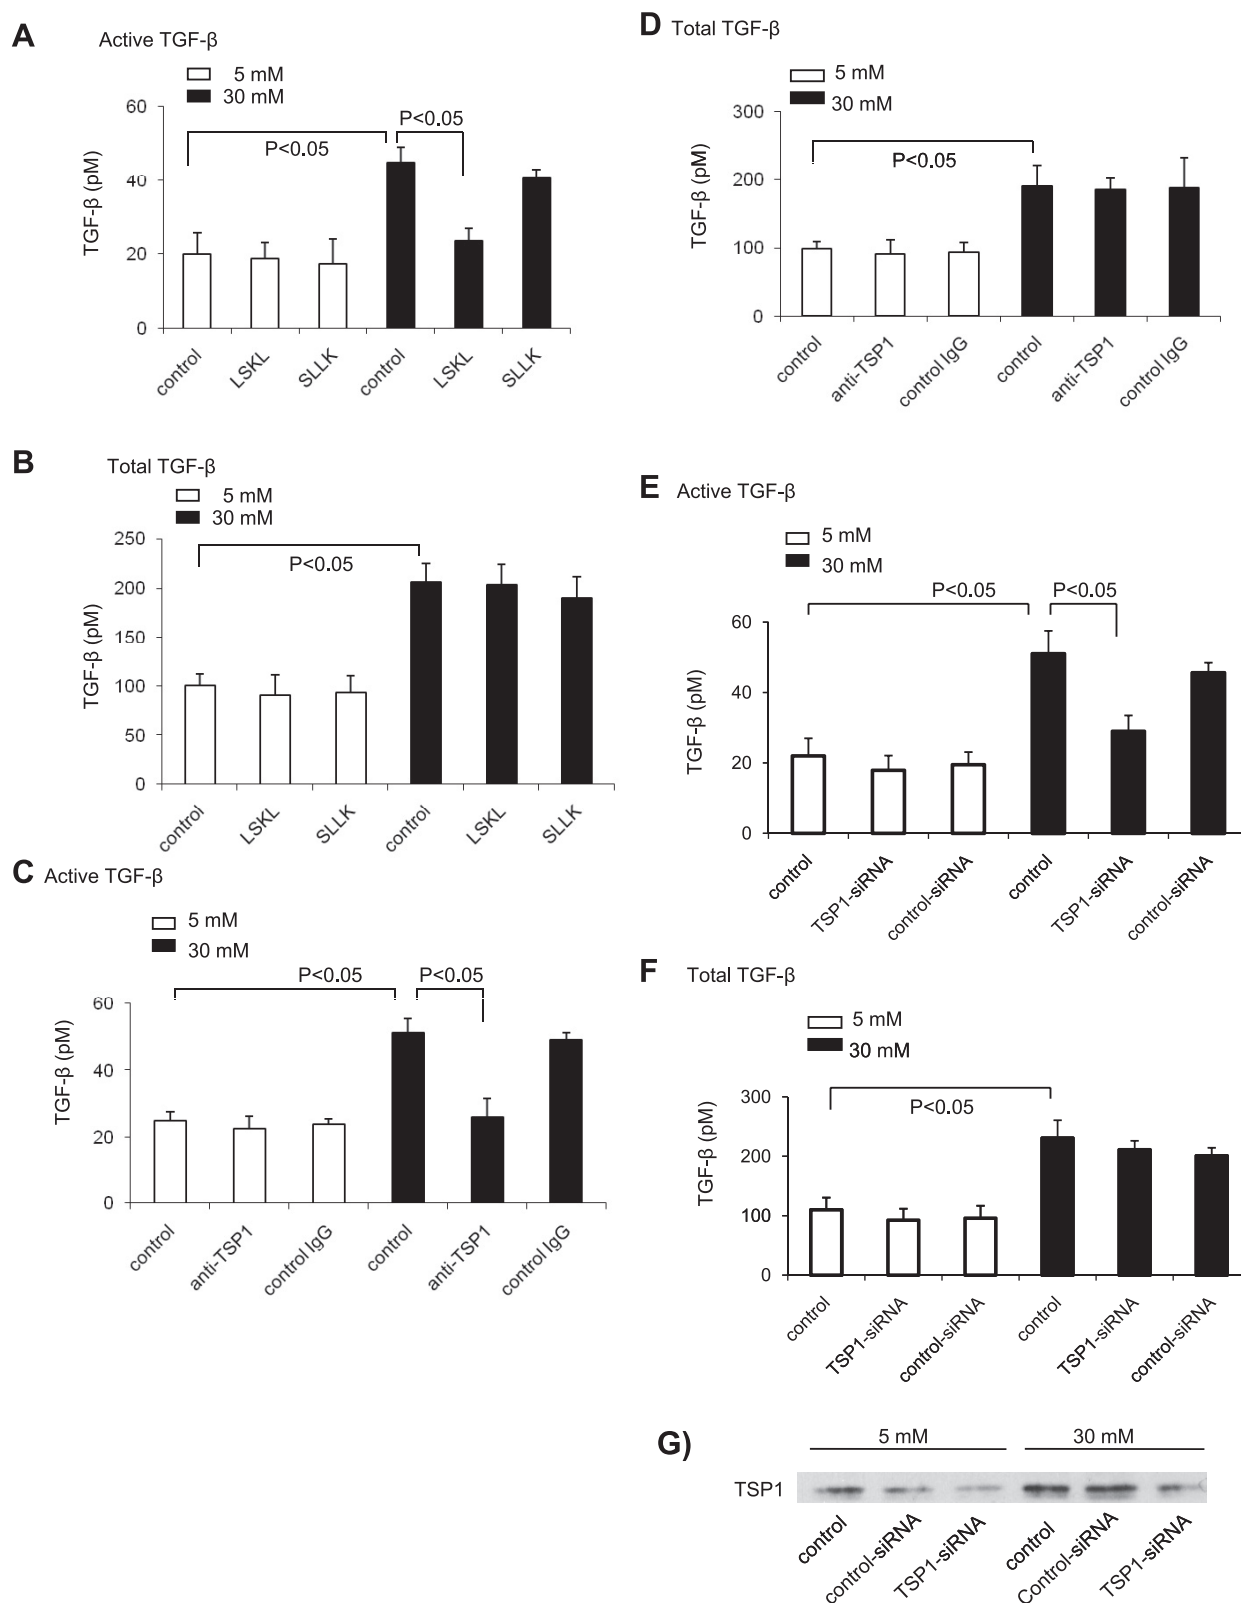 A Active TGF-β
5 mM
30 mM
P<0.05
P<0.05
TGF-β (pM)
60
40
20
0
control
LSKL
SLLK
control
LSKL
SLLK
B Total TGF-β
5 mM
30 mM
P<0.05
TGF-β (pM)
250
200
150
100
50
0
control
LSKL
SLLK
control
LSKL
SLLK
C Active TGF-β
5 mM
30 mM
P<0.05 P<0.05
TGF-β (pM)
60
40
20
0
control
anti-TSP1
control IgG
control
anti-TSP1
control IgG
D Total TGF-β
5 mM
30 mM
P<0.05
TGF-β (pM)
300
200
100
0
control
anti-TSP1
control IgG
control
anti-TSP1
control IgG
E Active TGF-β
5 mM
30 mM
P<0.05 P<0.05
TGF-β (pM)
60
40
20
0
control
TSP1-siRNA
control-siRNA
control
TSP1-siRNA
control-siRNA
F Total TGF-β
5 mM
30 mM
P<0.05
TGF-β (pM)
300
200
100
0
control
TSP1-siRNA
control-siRNA
control
TSP1-siRNA
control-siRNA
G)
5 mM 30 mM
TSP1
control
control-siRNA
TSP1-siRNA
control
Control-siRNA
TSP1-siRNA